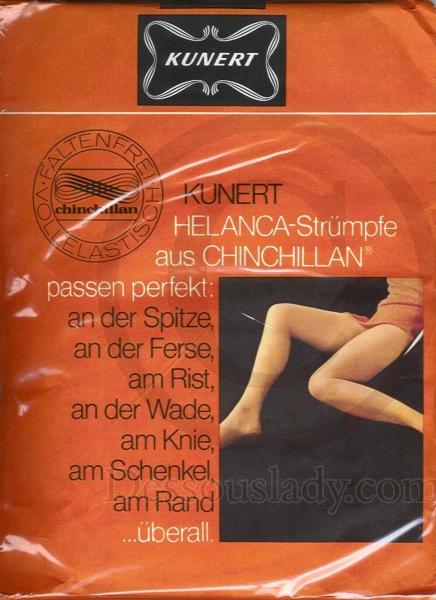 KUNERT
FALTENFREI
chinchillan
VOLLELASTISCH
KUNERT
HELANCA-Strümpfe
aus CHINCHILLAN®
passen perfekt:
an der Spitze,
an der Ferse,
am Rist,
an der Wade,
am Knie,
am Schenkel,
am Rand
...überall.
Dessouslady.com